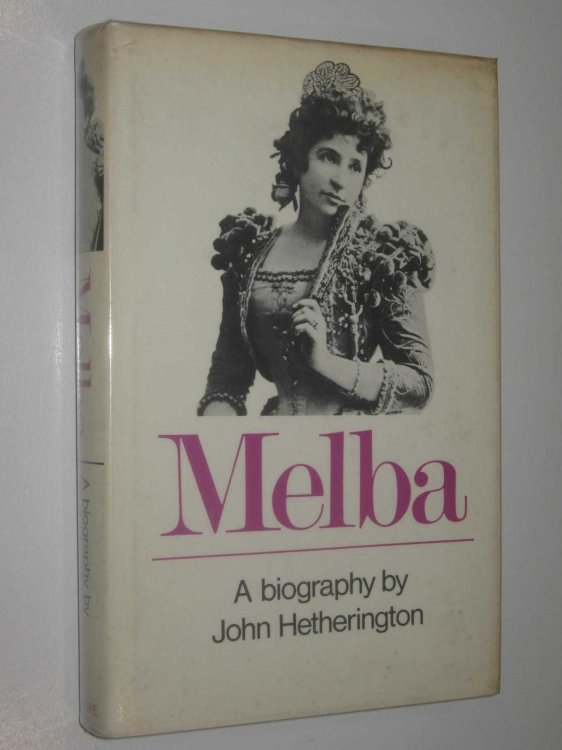 Melba
A biography by
John Hetherington
A biography by